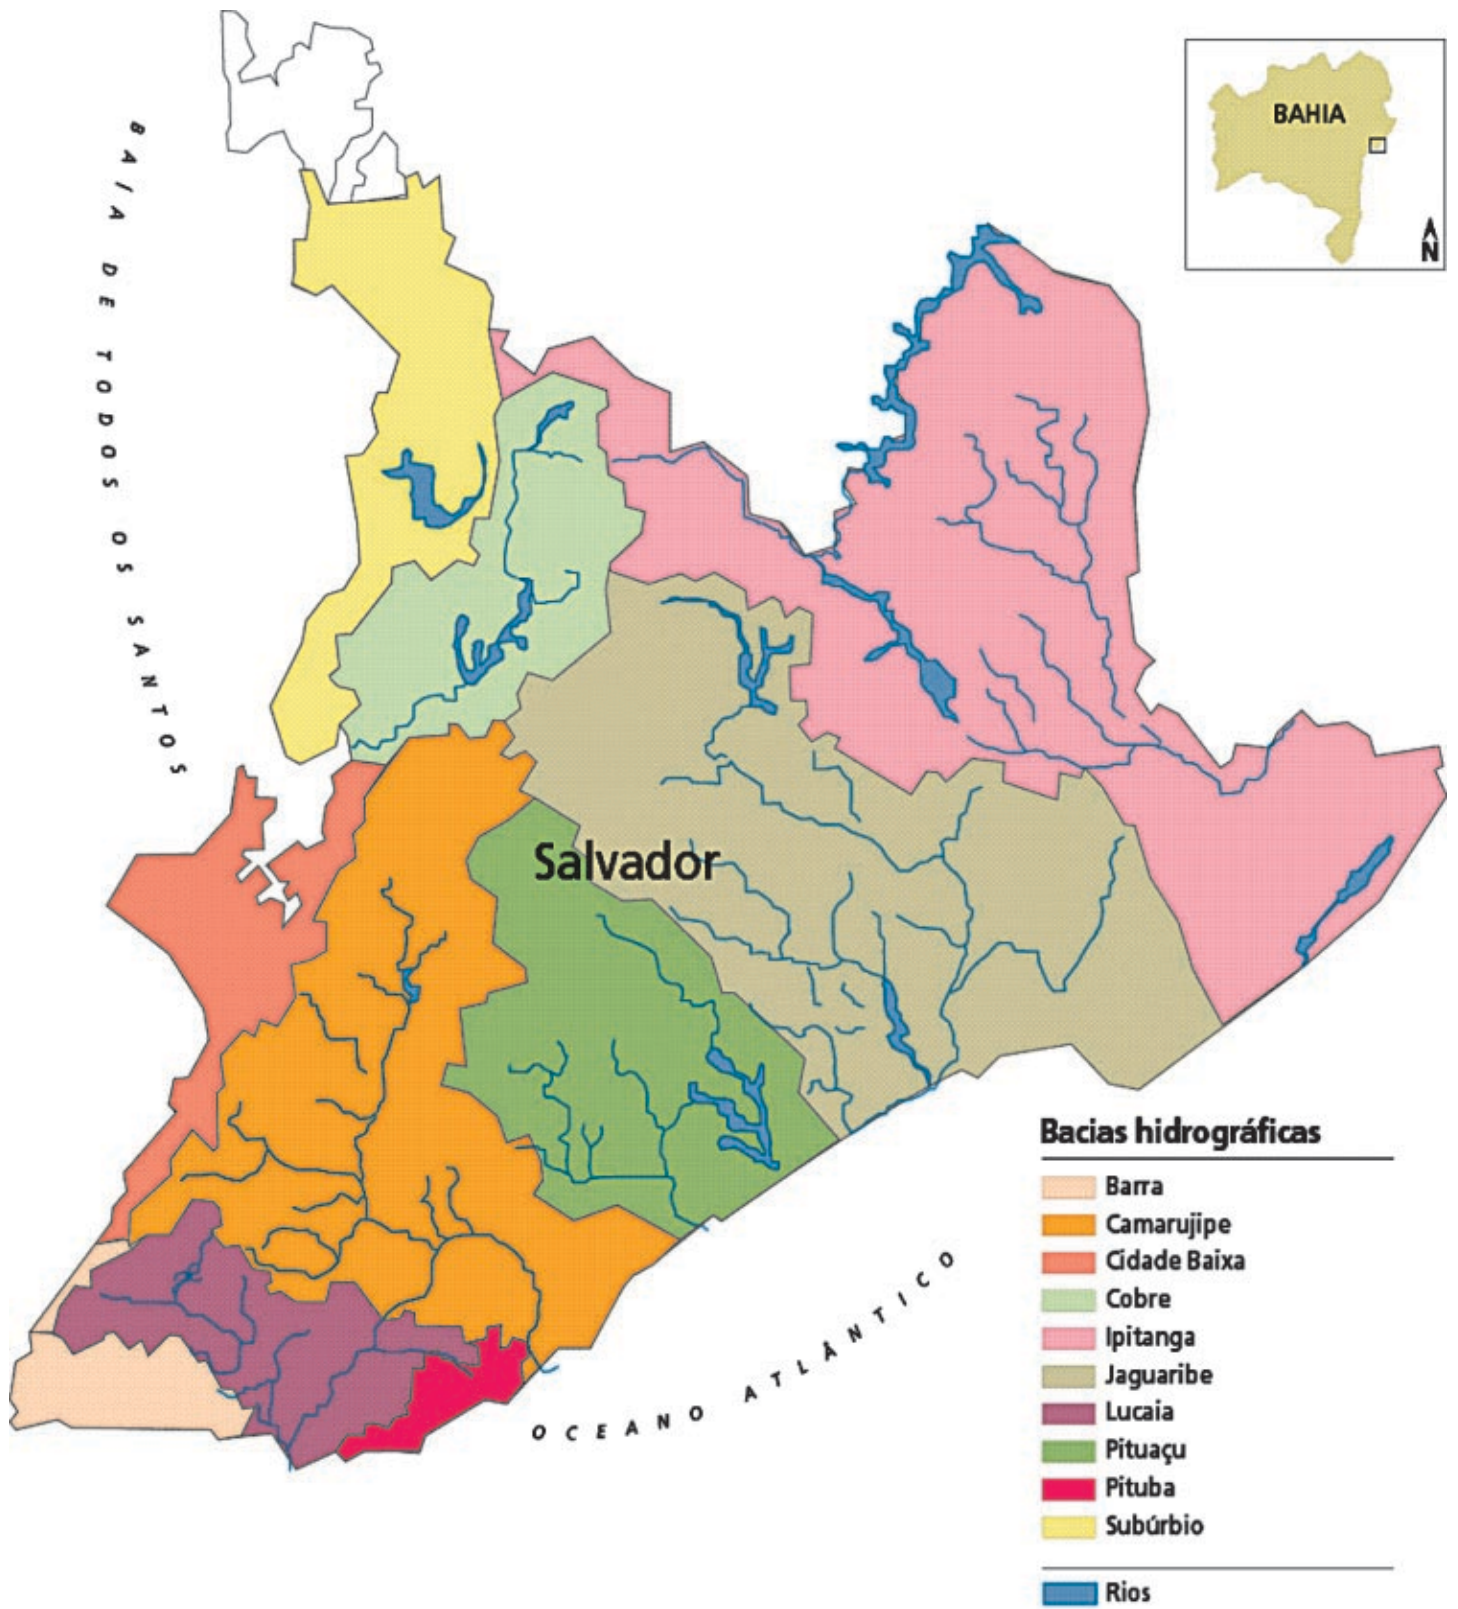 BAHIA
N
BAÍA DE TODOS OS SANTOS
Salvador
OCEANO ATLÂNTICO
Bacias hidrográficas
Barra
Camarujipe
Cidade Baixa
Cobre
Ipitanga
Jaguaribe
Lucaia
Pituaçu
Pituba
Subúrbio
Rios